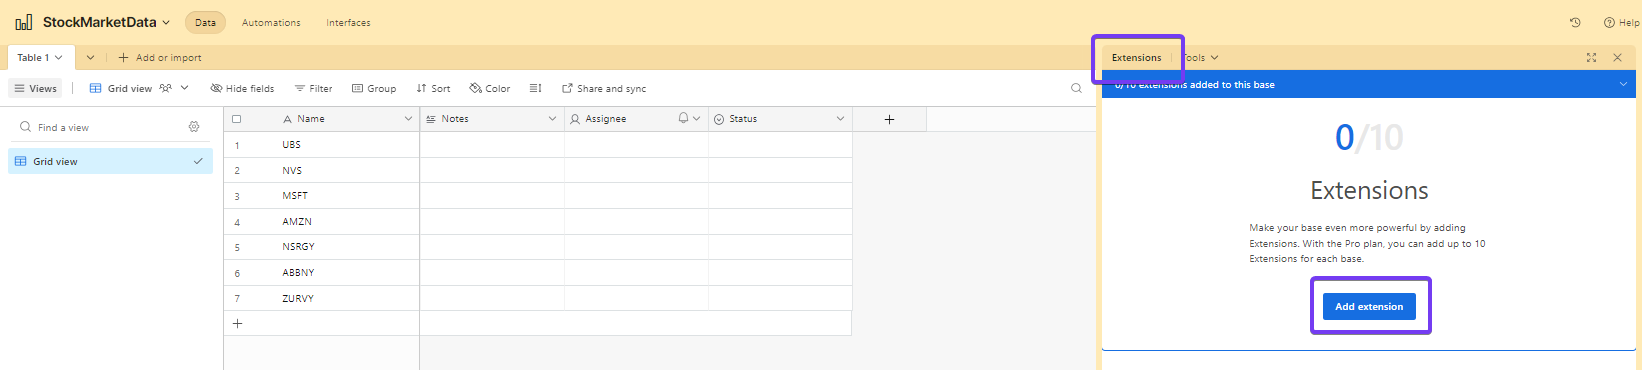 StockMarketData
Data
Automations
Interfaces
Help
Table 1
Add or import
Extensions
Tools
Views
Grid view
Hide fields
Filter
Group
Sort
Color
Share and sync
0/10 extensions added to this base
Find a view
Grid view
Name
Notes
Assignee
Status
1 UBS
2 NVS
3 MSFT
4 AMZN
5 NSRGY
6 ABBNY
7 ZURVY
0/10
Extensions
Make your base even more powerful by adding
Extensions. With the Pro plan, you can add up to 10
Extensions for each base.
Add extension